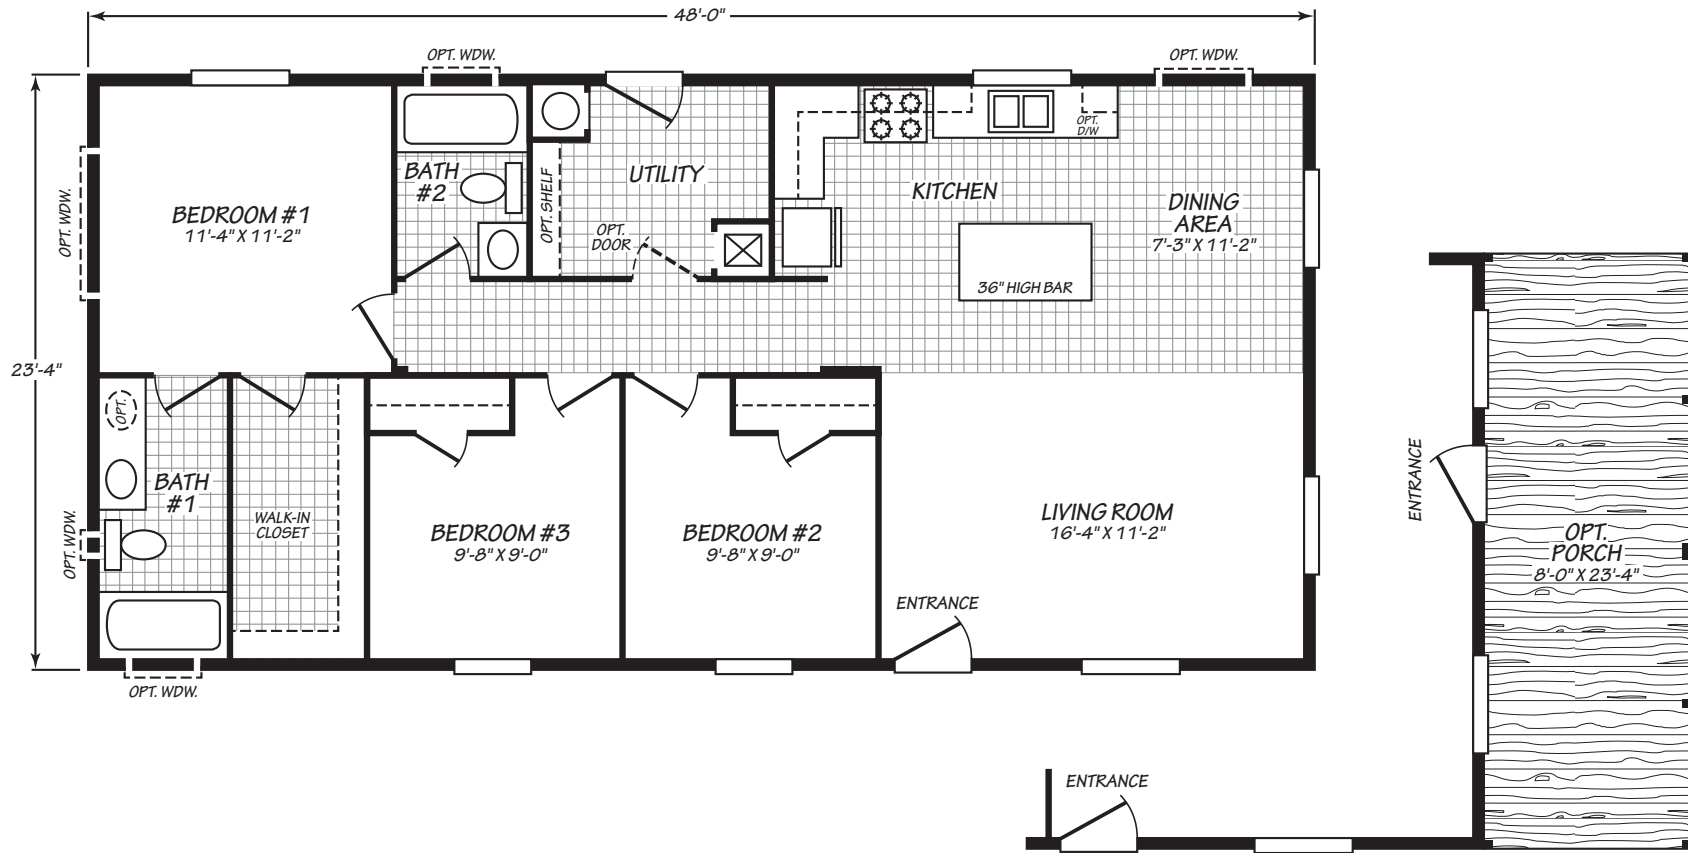 48'-0"
OPT. WDW.
OPT. WDW.
OPT. WDW.
BEDROOM #1
11'-4" X 11'-2"
BATH
#2
OPT. SHELF
UTILITY
OPT.
DOOR
KITCHEN
OPT.
D/W
DINING
AREA
7'-3" X 11'-2"
36" HIGH BAR
23'-4"
OPT.
BATH
#1
OPT. WDW.
WALK-IN
CLOSET
BEDROOM #3
9'-8" X 9'-0"
BEDROOM #2
9'-8" X 9'-0"
LIVING ROOM
16'-4" X 11'-2"
ENTRANCE
OPT. WDW.
ENTRANCE
OPT.
PORCH
8'-0" X 23'-4"
ENTRANCE